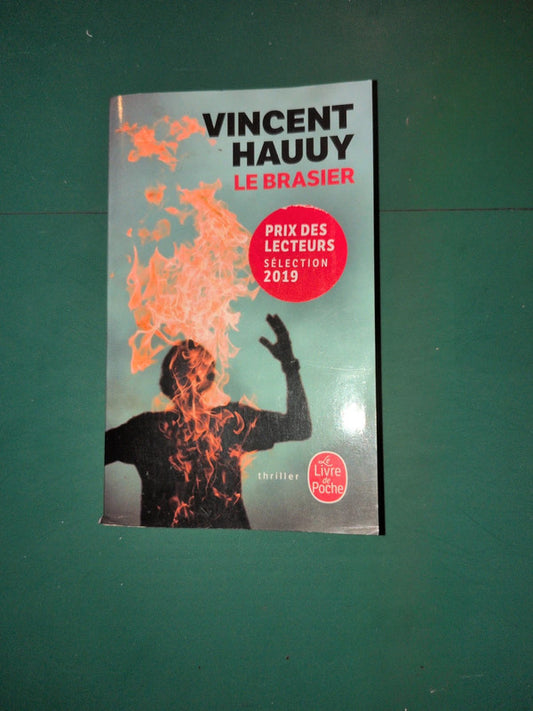 VINCENT
HAUUY
LE BRASIER
PRIX DES
LECTEURS
SÉLECTION
2019
thriller
Le
Livre
de
Poche